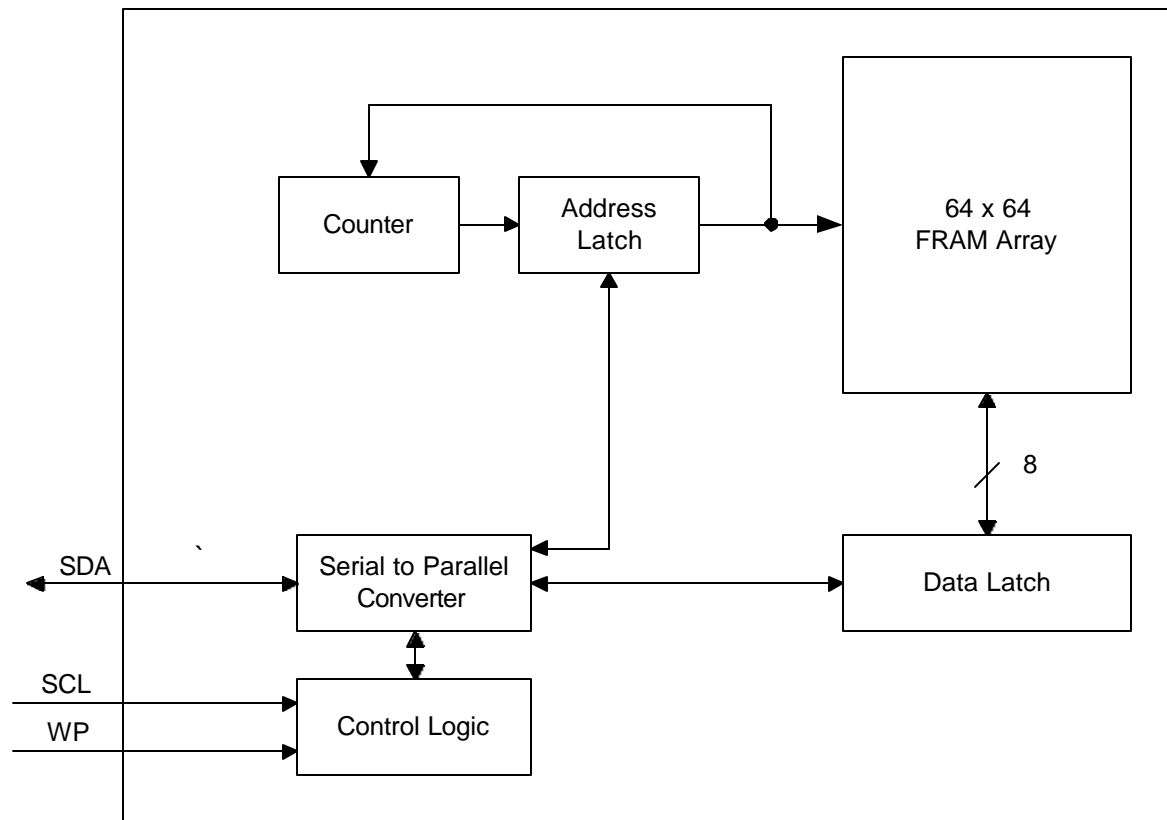 Counter
Address
Latch
64 x 64
FRAM Array
8
`
SDA
Serial to Parallel
Converter
Data Latch
SCL
WP
Control Logic